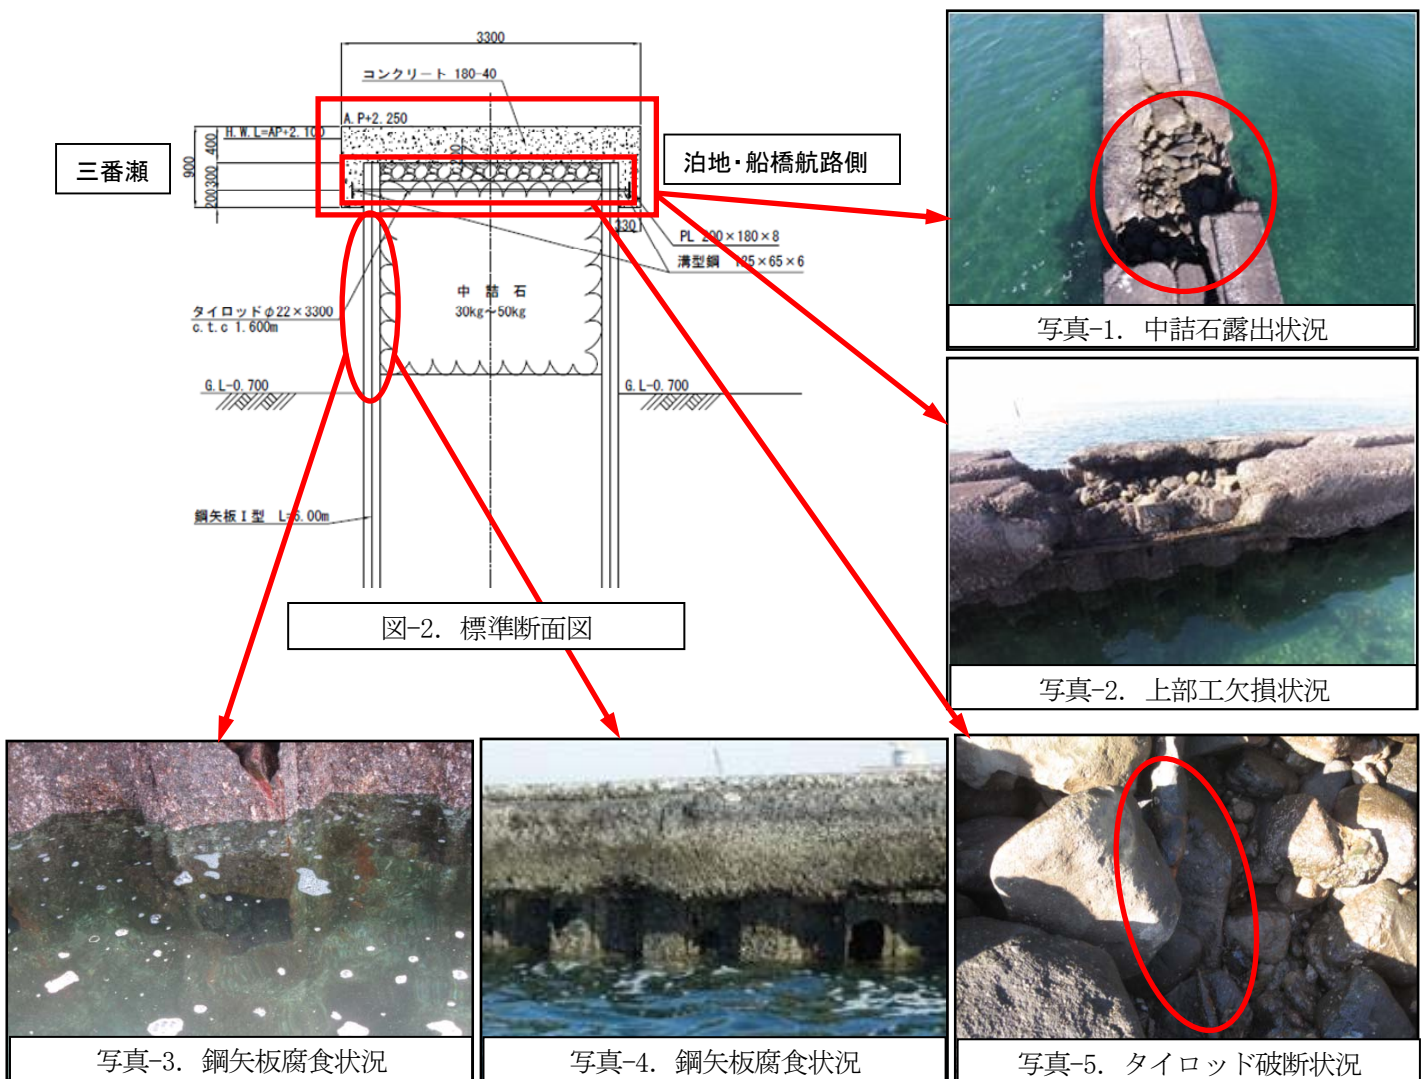 3300
コンクリート 180-40
A.P+2.250
H.W.L=AP+2.100
900
400
300
200
三番瀬
泊地・船橋航路側
330
PL 200×180×8
溝型鋼 125×65×6
中 詰 石
30kg～50kg
タイロッドφ22×3300
c.t.c 1.600m
G.L-0.700
G.L-0.700
鋼矢板Ⅰ型 L=6.00m
図-2. 標準断面図
写真-1. 中詰石露出状況
写真-2. 上部工欠損状況
写真-3. 鋼矢板腐食状況
写真-4. 鋼矢板腐食状況
写真-5. タイロッド破断状況